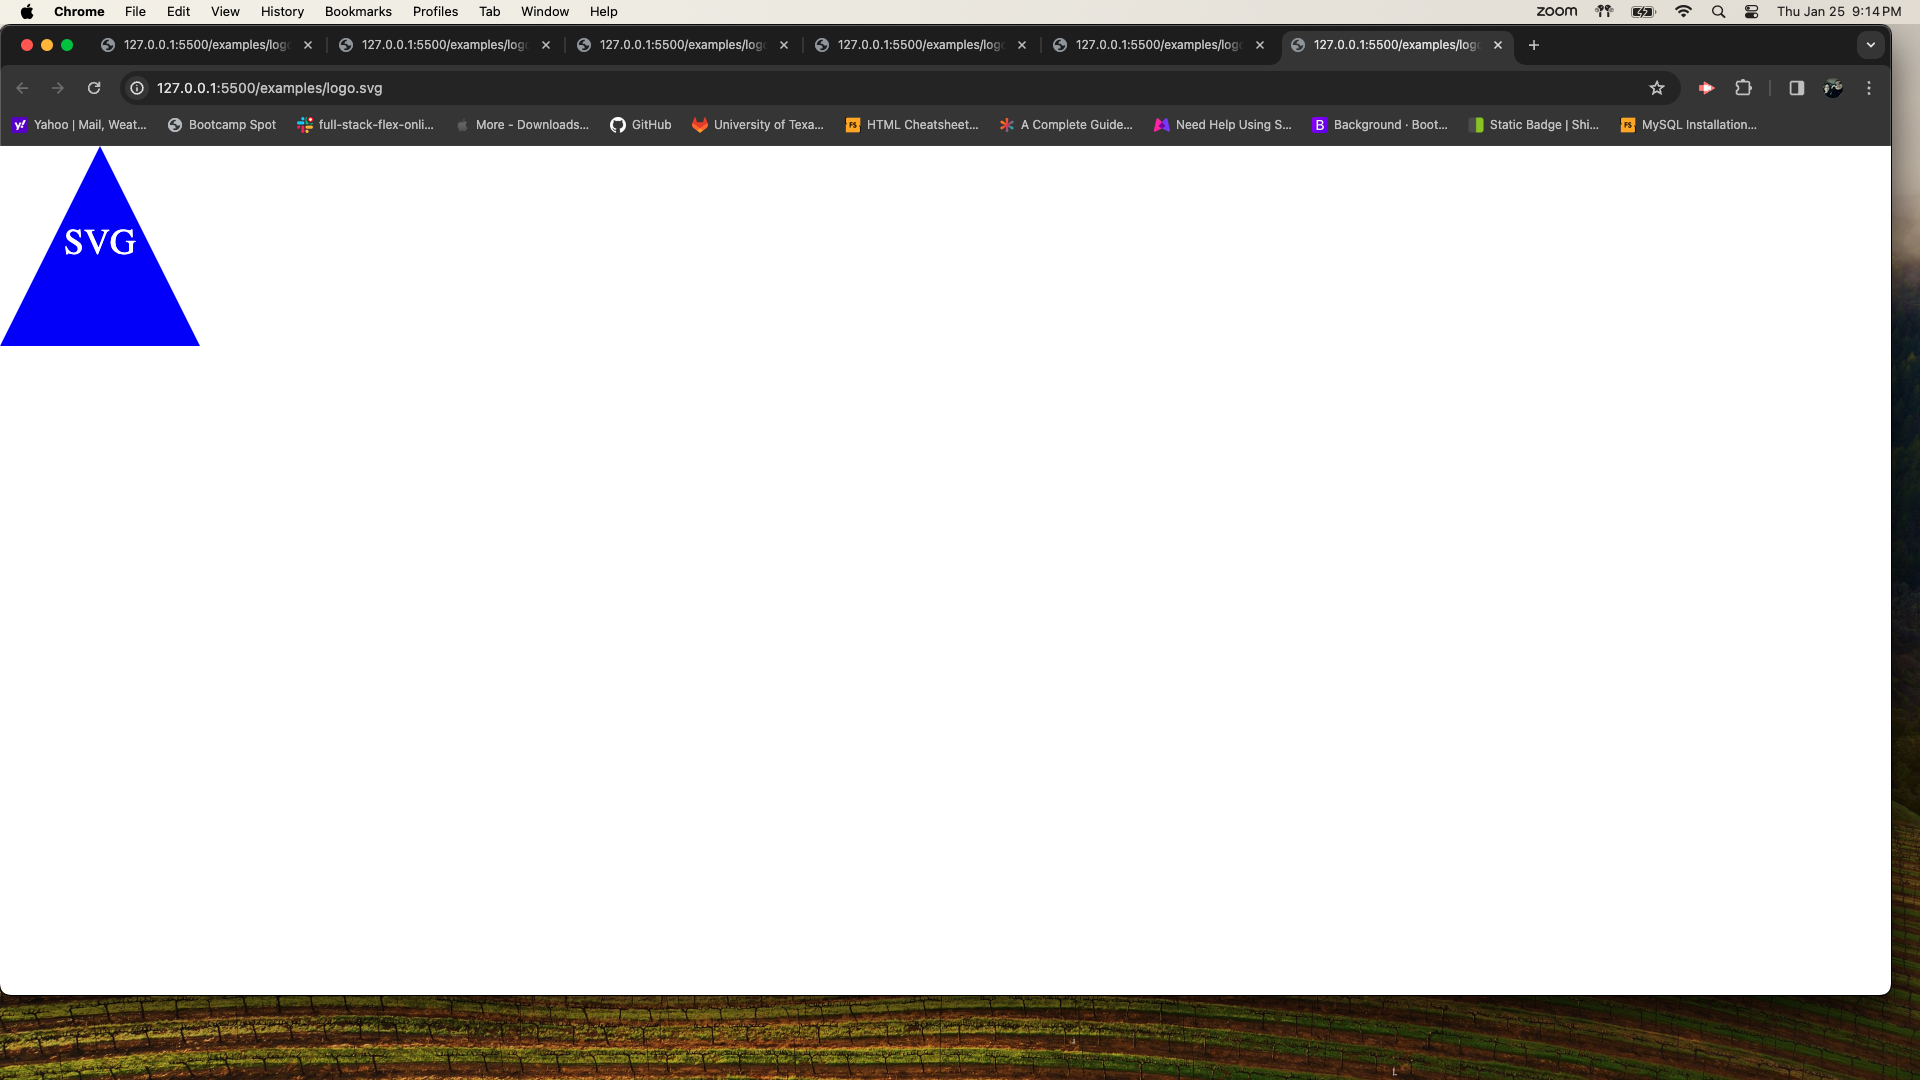 Chrome File Edit View History Bookmarks Profiles Tab Window Help zoom Thu Jan 25 9:14 PM
127.0.0.1:5500/examples/log 127.0.0.1:5500/examples/log 127.0.0.1:5500/examples/log 127.0.0.1:5500/examples/log 127.0.0.1:5500/examples/log 127.0.0.1:5500/examples/log
127.0.0.1:5500/examples/logo.svg
y! Yahoo | Mail, Weat... Bootcamp Spot full-stack-flex-onli... More - Downloads... GitHub University of Texa... FS HTML Cheatsheet... A Complete Guide... Need Help Using S... B Background · Boot... Static Badge | Shi... FS MySQL Installation...
SVG